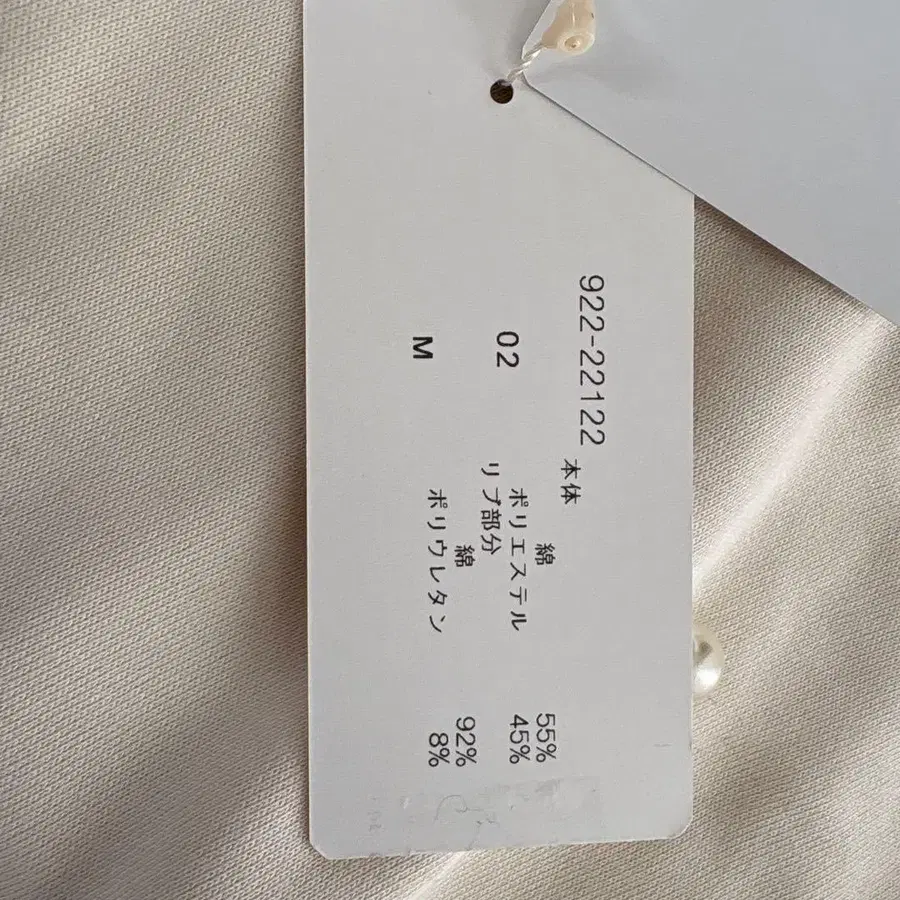 922-22122
本体
綿 55%
02
ポリエステル 45%
リブ部分
綿 92%
M
ポリウレタン 8%